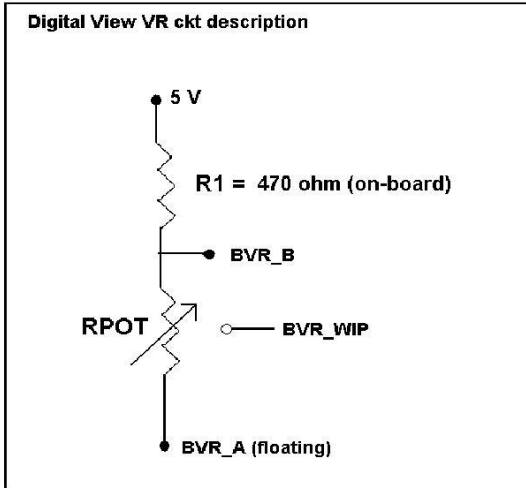 Digital View VR ckt description
5 V
R1 = 470 ohm (on-board)
BVR_B
RPOT
BVR_WIP
BVR_A (floating)